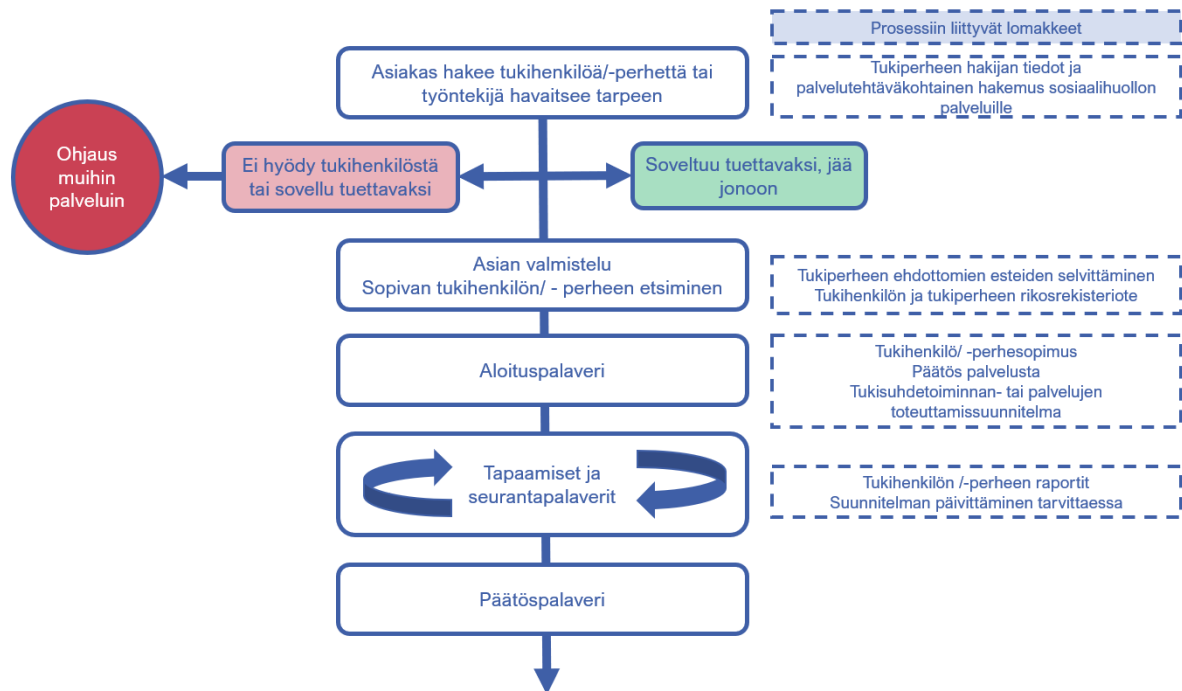 Prosessiin liittyvät lomakkeet
Asiakas hakee tukihenkilöä/-perhettä tai
työntekijä havaitsee tarpeen
Tukiperheen hakijan tiedot ja
palvelutehtäväkohtainen hakemus sosiaalihuollon
palveluille
Ohjaus
muihin
palveluin
Ei hyödy tukihenkilöstä
tai sovellu tuettavaksi
Soveltuu tuettavaksi, jää
jonoon
Asian valmistelu
Sopivan tukihenkilön/ - perheen etsiminen
Tukiperheen ehdottomien esteiden selvittäminen
Tukihenkilön ja tukiperheen rikosrekisteriote
Aloituspalaveri
Tukihenkilö/ -perhesopimus
Päätös palvelusta
Tukisuhdetoiminnan- tai palvelujen
toteuttamissuunnitelma
Tapaamiset ja
seurantapalaverit
Tukihenkilön /-perheen raportit
Suunnitelman päivittäminen tarvittaessa
Päätöspalaveri